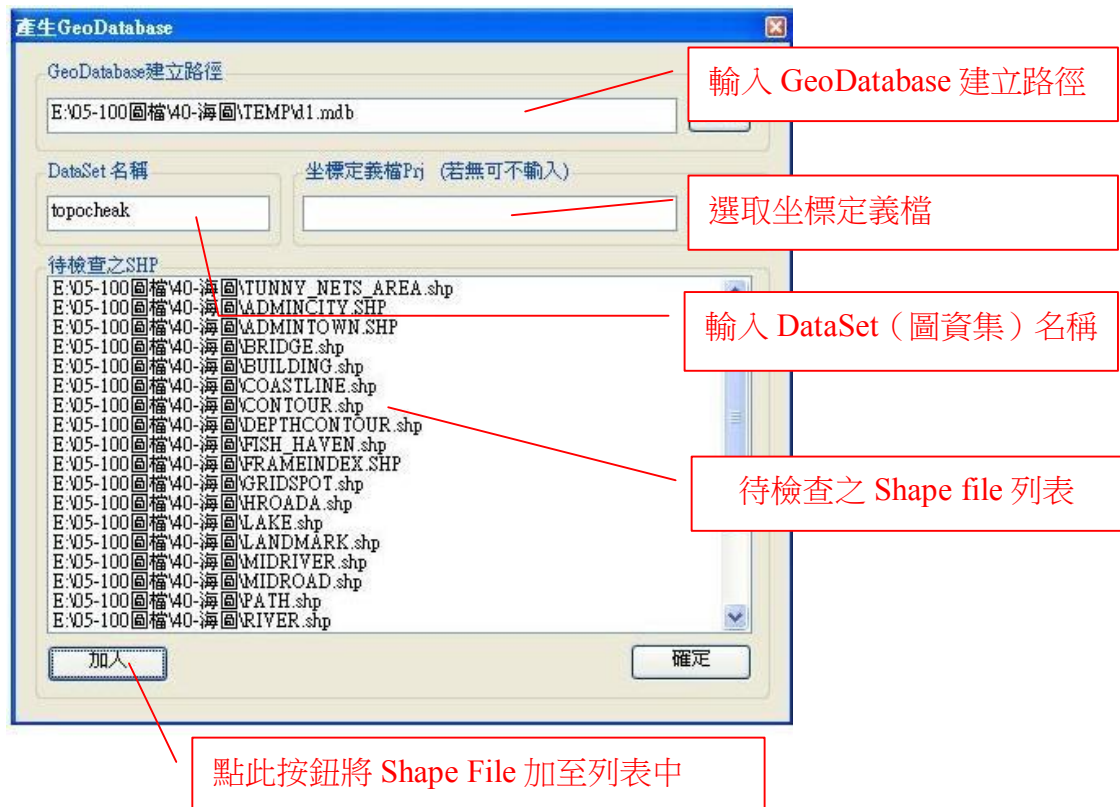 產生GeoDatabase
GeoDatabase建立路徑
輸入 GeoDatabase 建立路徑
E:\05-100圖檔\40-海圖\TEMP\d1.mdb
DataSet 名稱
坐標定義檔Prj (若無可不輸入)
topocheak
選取坐標定義檔
待檢查之SHP
E:\05-100圖檔\40-海圖\TUNNY_NETS_AREA.shp
E:\05-100圖檔\40-海圖\ADMINCITY.SHP
E:\05-100圖檔\40-海圖\ADMINTOWN.SHP
輸入 DataSet（圖資集）名稱
E:\05-100圖檔\40-海圖\BRIDGE.shp
E:\05-100圖檔\40-海圖\BUILDING.shp
E:\05-100圖檔\40-海圖\COASTLINE.shp
E:\05-100圖檔\40-海圖\CONTOUR.shp
E:\05-100圖檔\40-海圖\DEPTHCONTOUR.shp
E:\05-100圖檔\40-海圖\FISH_HAVEN.shp
E:\05-100圖檔\40-海圖\FRAMEINDEX.SHP
E:\05-100圖檔\40-海圖\GRIDSPOT.shp
待檢查之 Shape file 列表
E:\05-100圖檔\40-海圖\HROADA.shp
E:\05-100圖檔\40-海圖\LAKE.shp
E:\05-100圖檔\40-海圖\LANDMARK.shp
E:\05-100圖檔\40-海圖\MIDRIVER.shp
E:\05-100圖檔\40-海圖\MIDROAD.shp
E:\05-100圖檔\40-海圖\PATH.shp
E:\05-100圖檔\40-海圖\RIVER.shp
加入
確定
點此按鈕將 Shape File 加至列表中